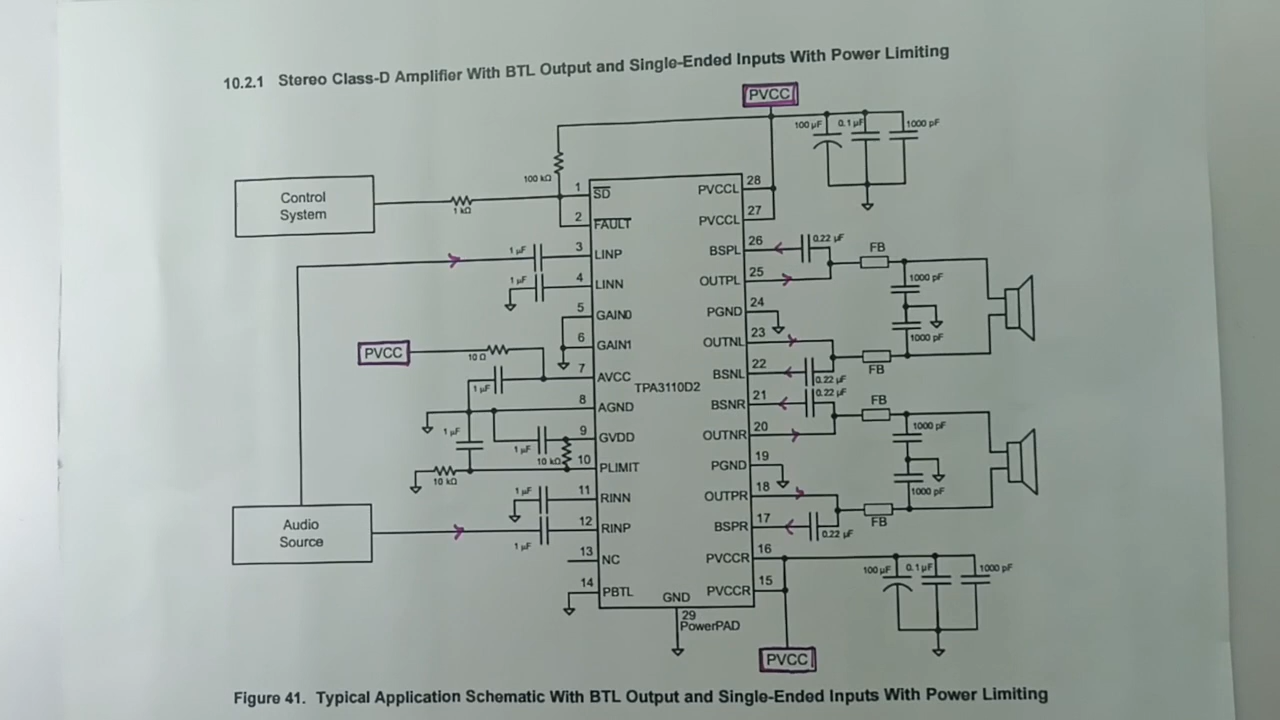 10.2.1 Stereo Class-D Amplifier With BTL Output and Single-Ended Inputs With Power Limiting
PVCC
100 µF 0.1 µF 1000 pF
100 kΩ
Control
System
1 kΩ
1 SD
2 FAULT
1 µF 3 LINP
1 µF 4 LINN
5 GAIN0
6 GAIN1
PVCC
10 Ω
7 AVCC
1 µF
8 AGND
1 µF
9 GVDD
1 µF
10 kΩ 10 PLIMIT
10 kΩ
1 µF 11 RINN
12 RINP
1 µF
Audio
Source
13 NC
14 PBTL
TPA3110D2
GND
29
PowerPAD
PVCCL 28
PVCCL 27
BSPL 26 0.22 µF
FB
OUTPL 25
1000 pF
PGND 24
OUTNL 23
1000 pF
BSNL 22
FB
0.22 µF
0.22 µF
BSNR 21
FB
OUTNR 20
1000 pF
PGND 19
OUTPR 18
1000 pF
BSPR 17
FB
0.22 µF
PVCCR 16
100 µF 0.1 µF 1000 pF
PVCCR 15
PVCC
Figure 41. Typical Application Schematic With BTL Output and Single-Ended Inputs With Power Limiting